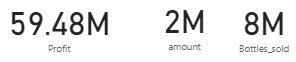 59.48M
Profit
2M
amount
8M
Bottles_sold